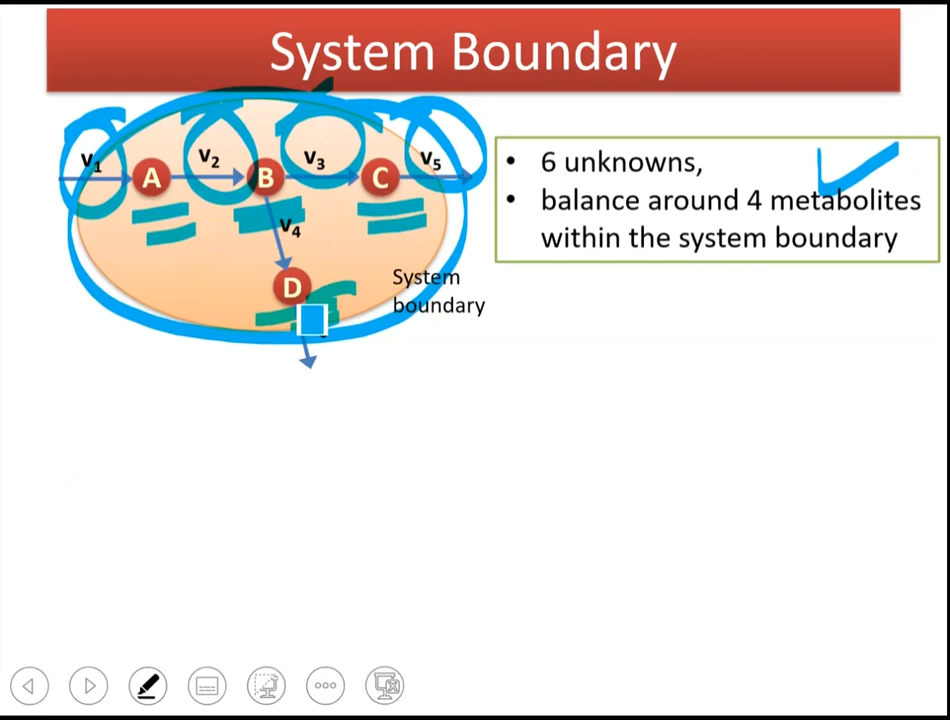 System Boundary
v1
v2
v3
v5
A
B
C
v4
D
System
boundary
• 6 unknowns,
• balance around 4 metabolites
within the system boundary